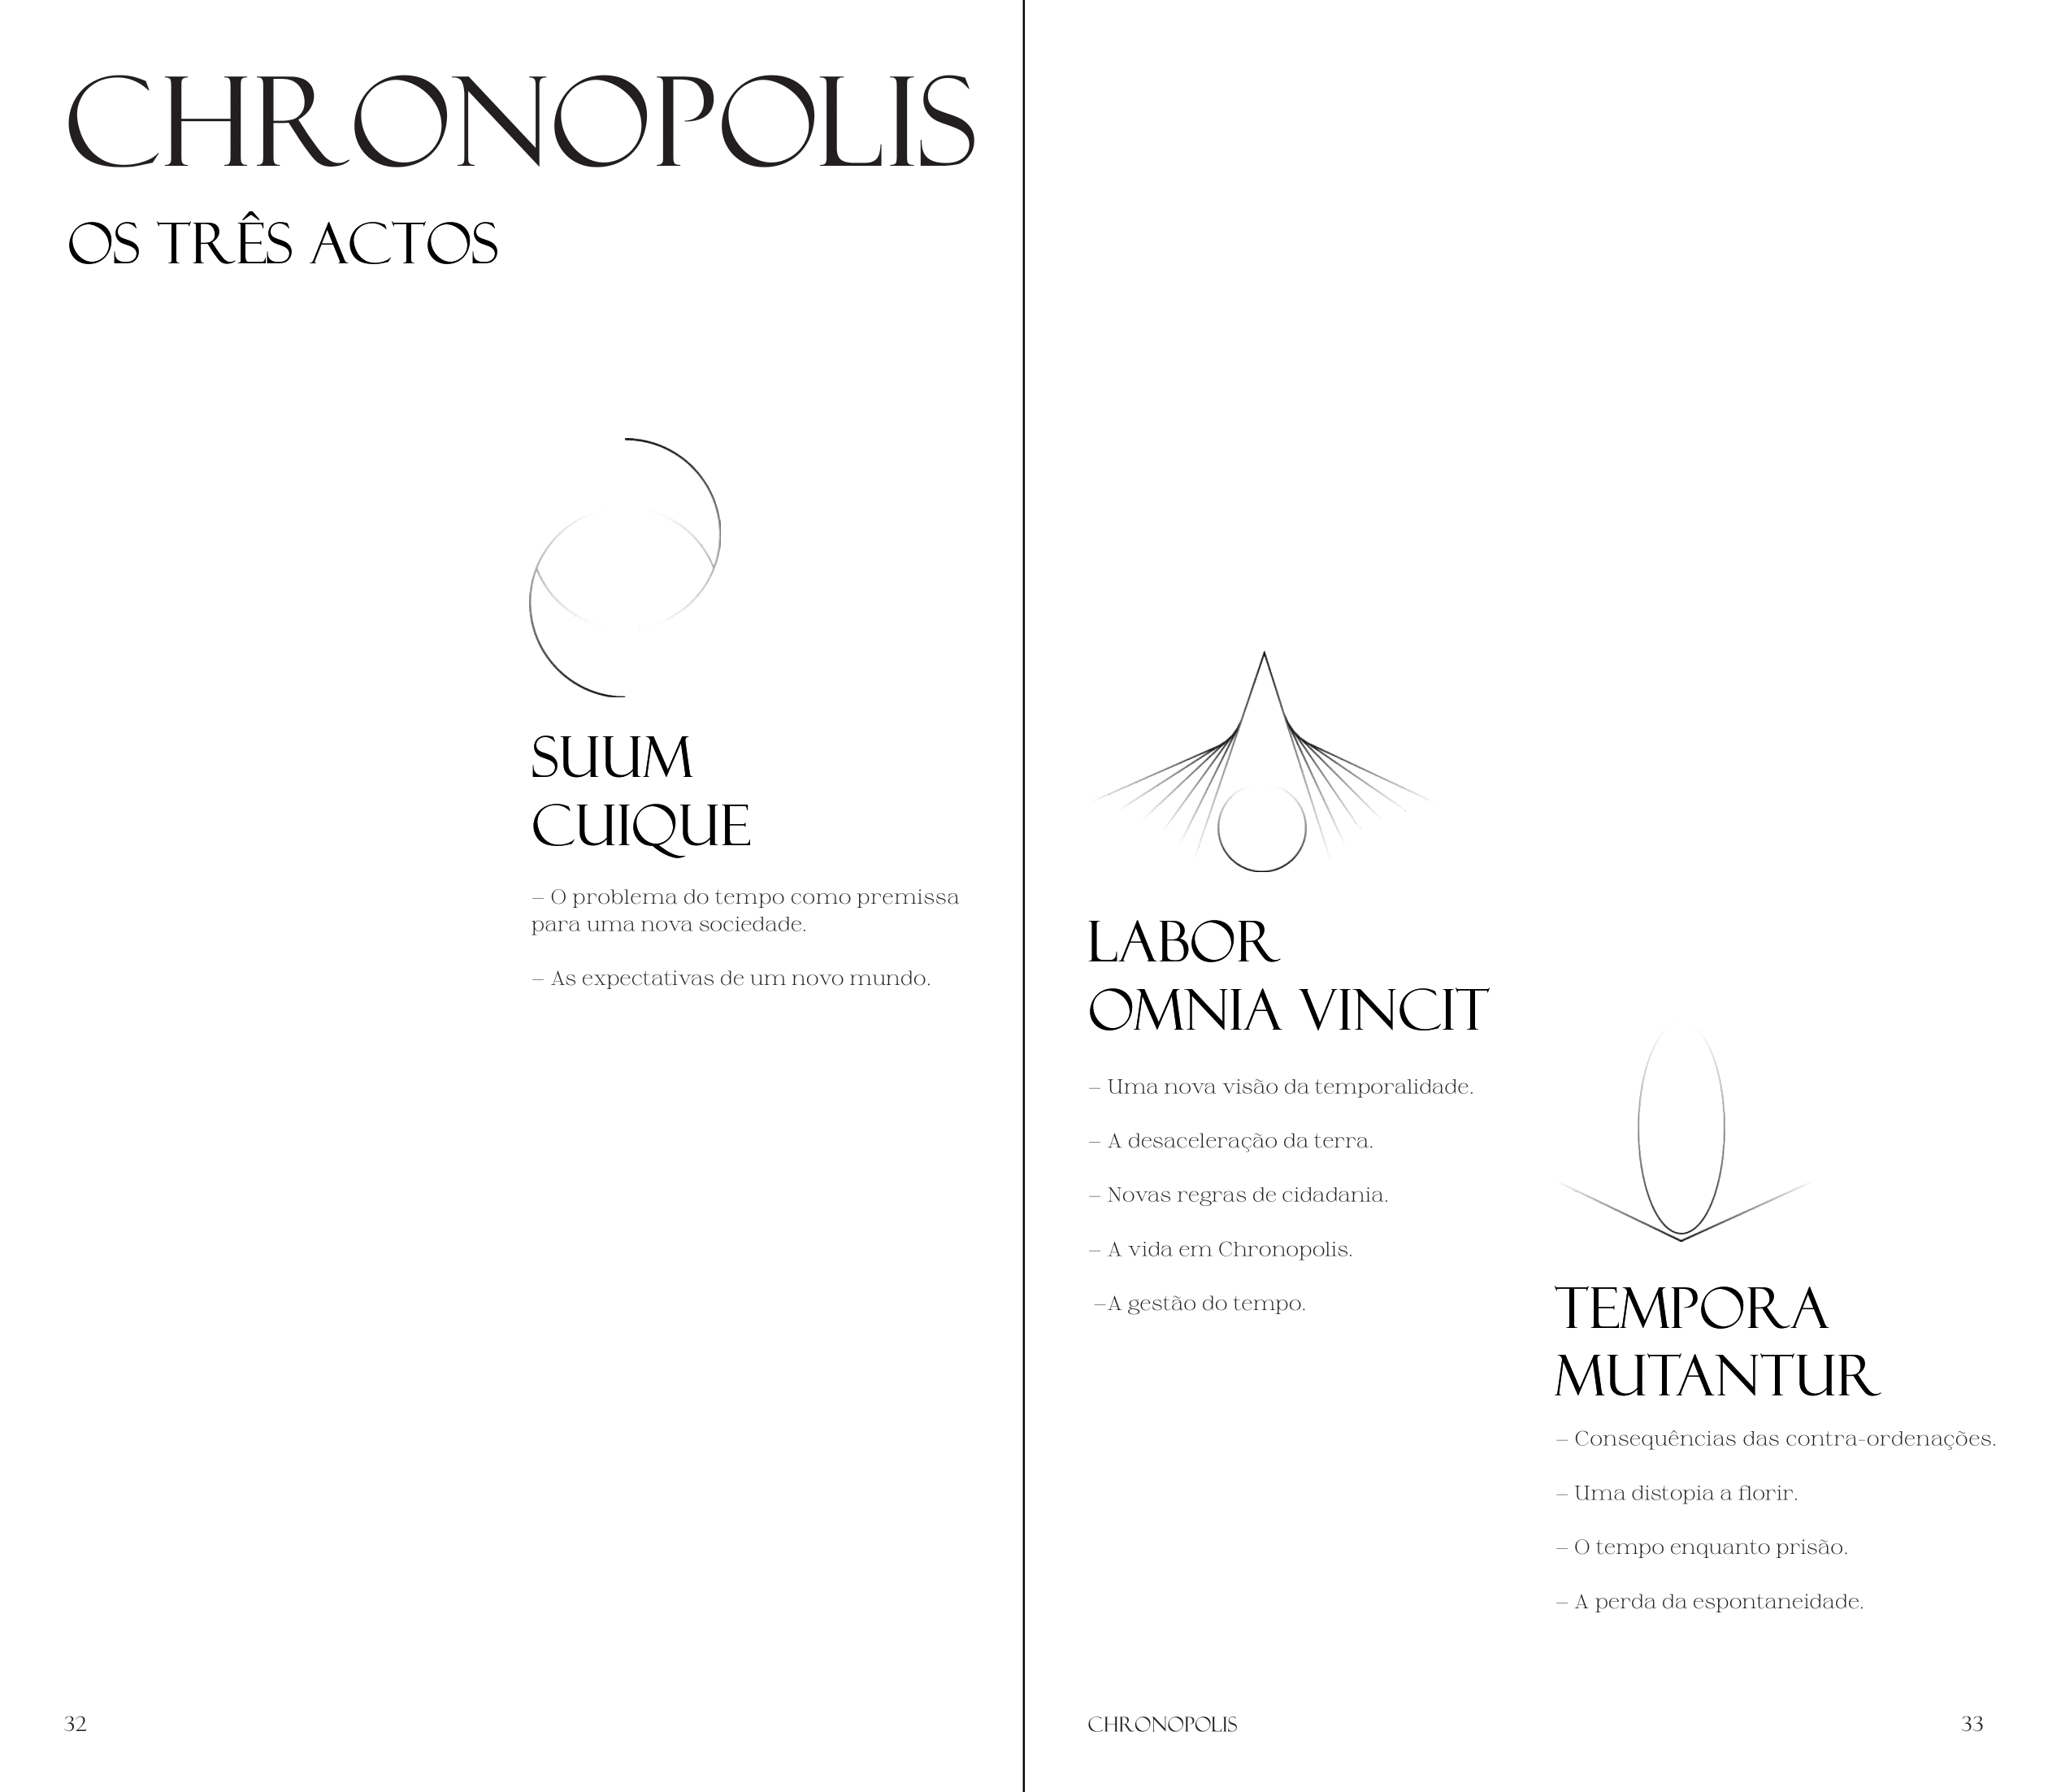 CHRONOPOLIS
OS TRÊS ACTOS
SUUM
CUIQUE
– O problema do tempo como premissa
para uma nova sociedade.
– As expectativas de um novo mundo.
32
LABOR
OMNIA VINCIT
– Uma nova visão da temporalidade.
– A desaceleração da terra.
– Novas regras de cidadania.
– A vida em Chronopolis.
–A gestão do tempo.
TEMPORA
MUTANTUR
– Consequências das contra-ordenações.
– Uma distopia a florir.
– O tempo enquanto prisão.
– A perda da espontaneidade.
CHRONOPOLIS
33